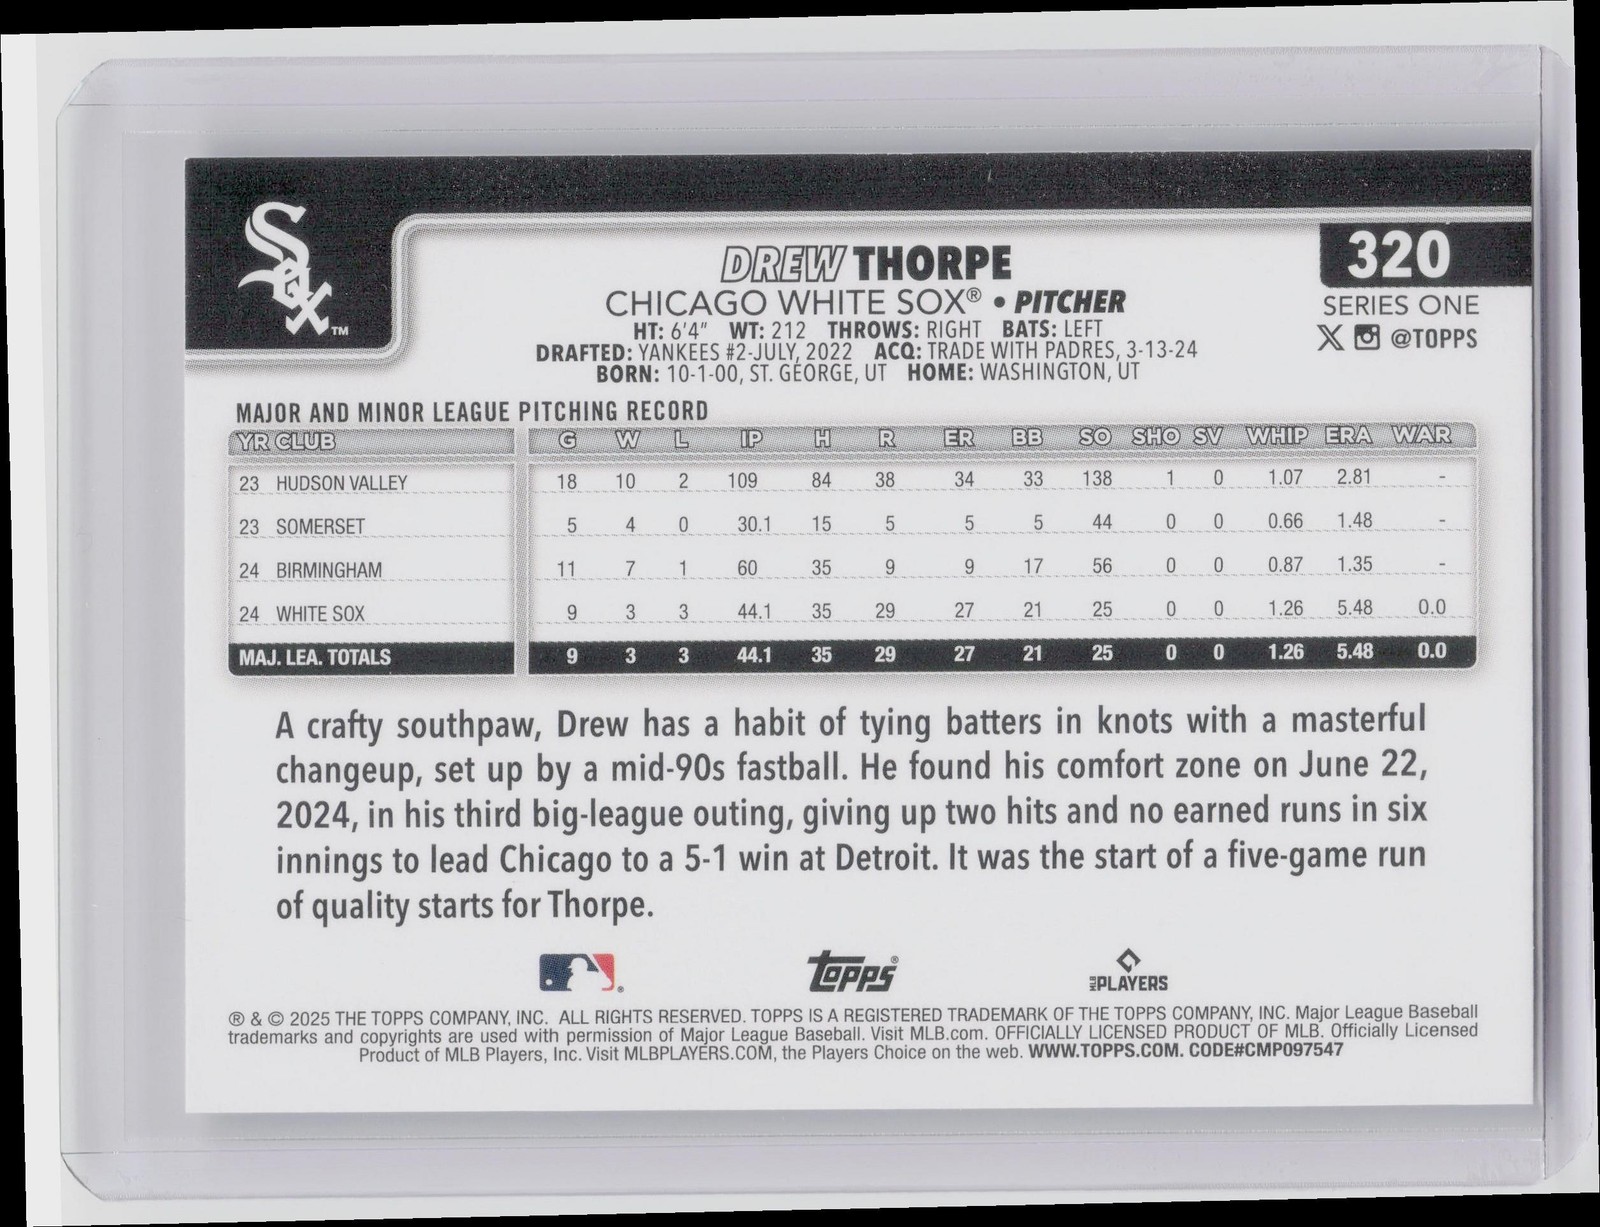 Sox™
DREW THORPE
320
CHICAGO WHITE SOX® • PITCHER
SERIES ONE
HT: 6'4" WT: 212 THROWS: RIGHT BATS: LEFT
@TOPPS
DRAFTED: YANKEES #2-JULY, 2022 ACQ: TRADE WITH PADRES, 3-13-24
BORN: 10-1-00, ST. GEORGE, UT HOME: WASHINGTON, UT
MAJOR AND MINOR LEAGUE PITCHING RECORD
YR CLUB G W L IP H R ER BB SO SHO SV WHIP ERA WAR
23 HUDSON VALLEY 18 10 2 109 84 38 34 33 138 1 0 1.07 2.81 -
23 SOMERSET 5 4 0 30.1 15 5 5 5 44 0 0 0.66 1.48 -
24 BIRMINGHAM 11 7 1 60 35 9 9 17 56 0 0 0.87 1.35 -
24 WHITE SOX 9 3 3 44.1 35 29 27 21 25 0 0 1.26 5.48 0.0
MAJ. LEA. TOTALS 9 3 3 44.1 35 29 27 21 25 0 0 1.26 5.48 0.0
A crafty southpaw, Drew has a habit of tying batters in knots with a masterful
changeup, set up by a mid-90s fastball. He found his comfort zone on June 22,
2024, in his third big-league outing, giving up two hits and no earned runs in six
innings to lead Chicago to a 5-1 win at Detroit. It was the start of a five-game run
of quality starts for Thorpe.
Topps® MLB PLAYERS
® & © 2025 THE TOPPS COMPANY, INC. ALL RIGHTS RESERVED. TOPPS IS A REGISTERED TRADEMARK OF THE TOPPS COMPANY, INC. Major League Baseball
trademarks and copyrights are used with permission of Major League Baseball. Visit MLB.com. OFFICIALLY LICENSED PRODUCT OF MLB. Officially Licensed
Product of MLB Players, Inc. Visit MLBPLAYERS.COM, the Players Choice on the web. WWW.TOPPS.COM. CODE#CMP097547